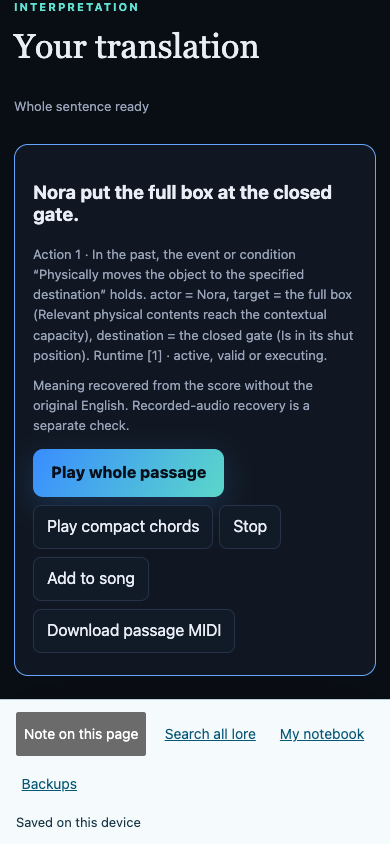 INTERPRETATION
Your translation
Whole sentence ready
Nora put the full box at the closed
gate.
Action 1 · In the past, the event or condition
“Physically moves the object to the specified
destination” holds. actor = Nora, target = the full box
(Relevant physical contents reach the contextual
capacity), destination = the closed gate (Is in its shut
position). Runtime [1] · active, valid or executing.
Meaning recovered from the score without the
original English. Recorded-audio recovery is a
separate check.
Play whole passage
Play compact chords
Stop
Add to song
Download passage MIDI
Note on this page
Search all lore
My notebook
Backups
Saved on this device